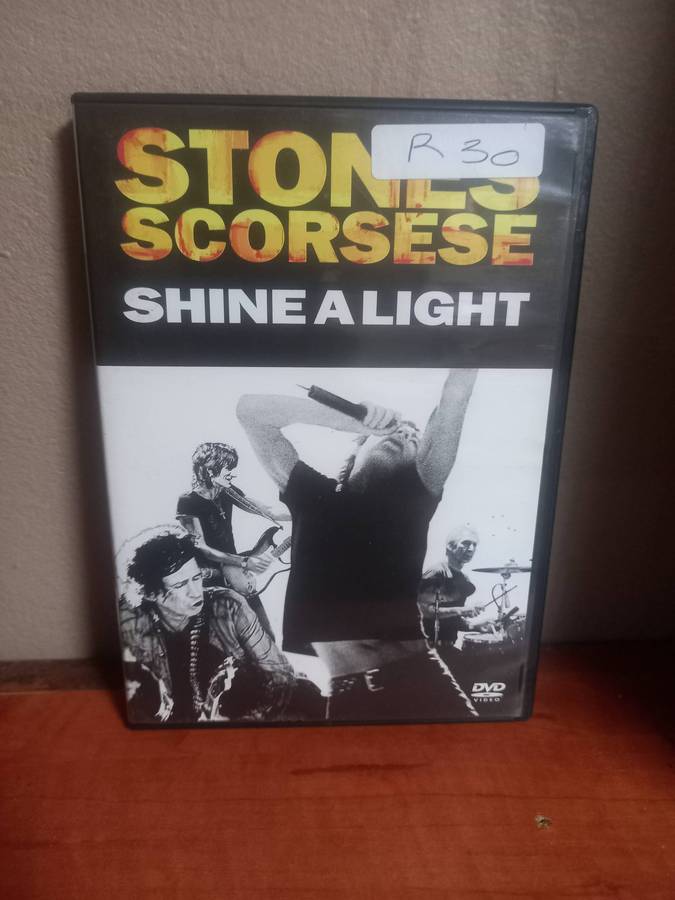 STONES
R 30
SCORSESE
SHINE A LIGHT
DVD
VIDEO